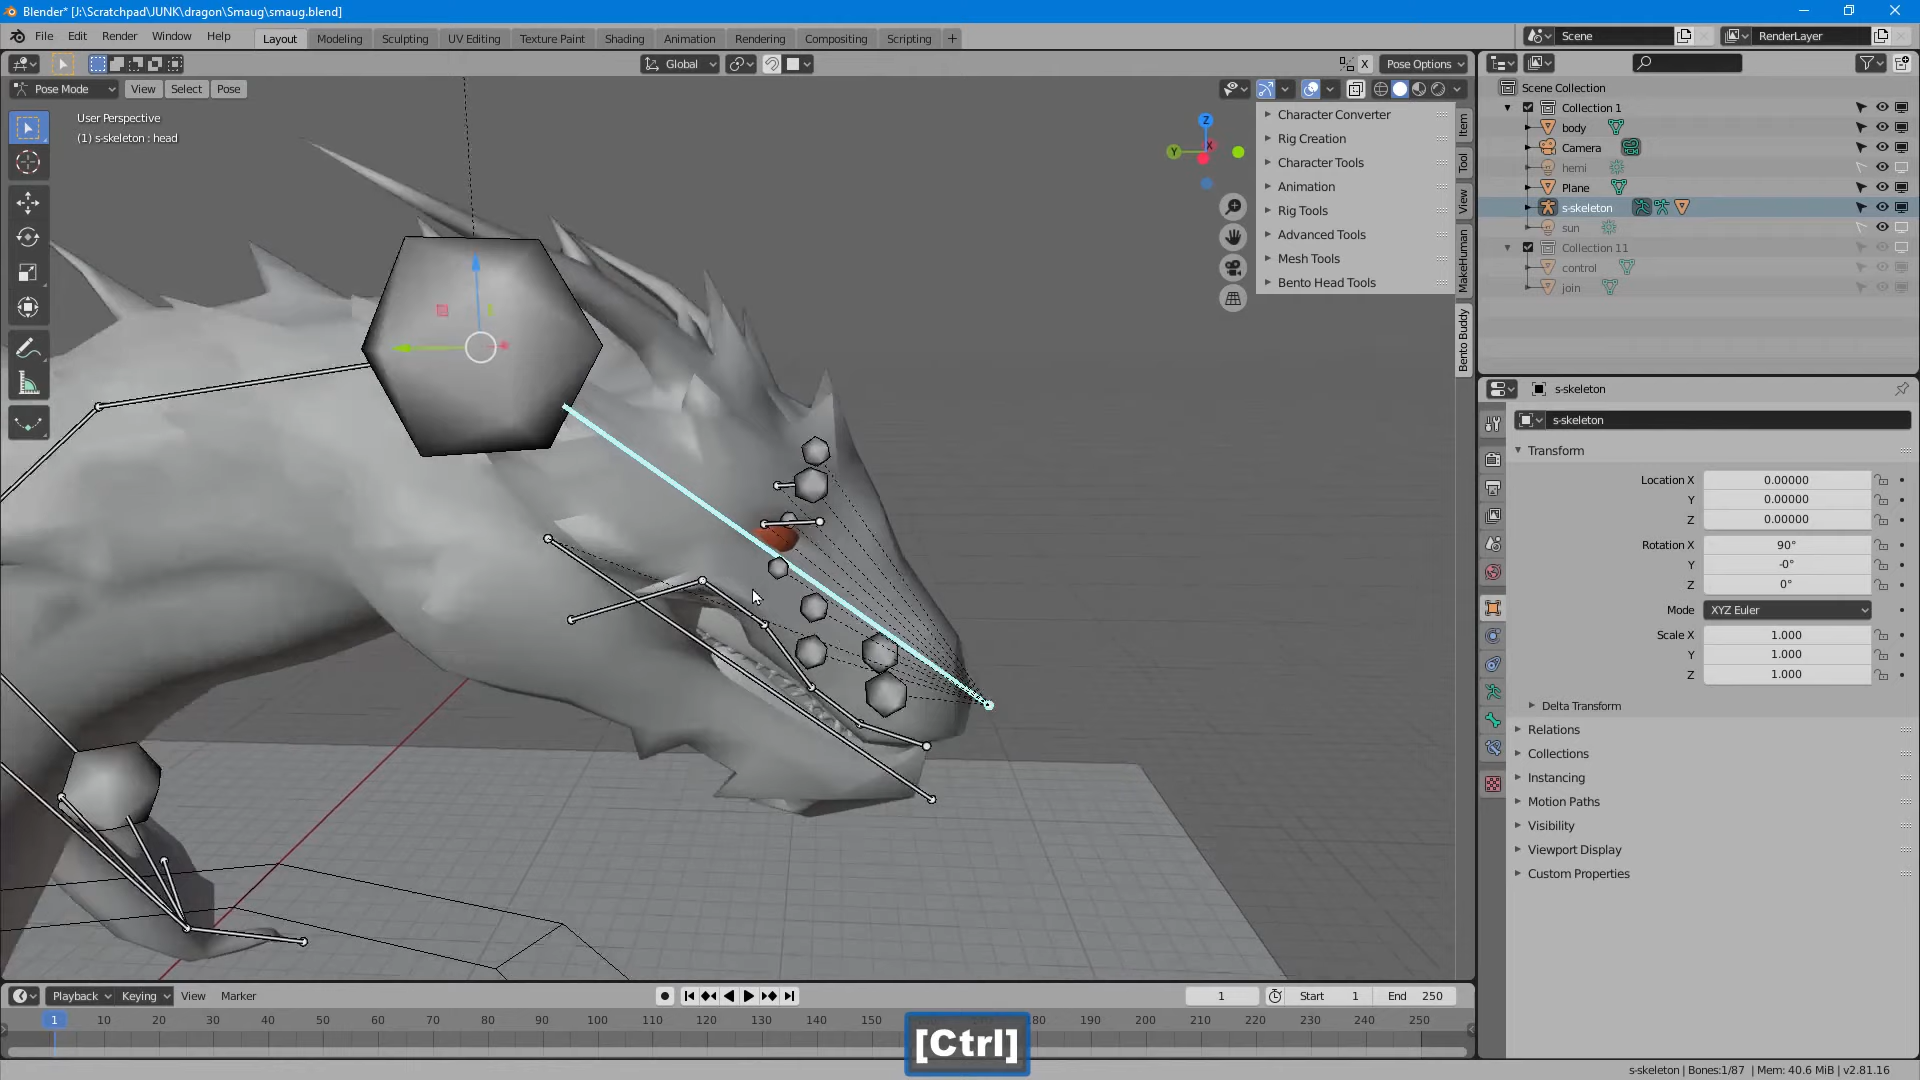 Blender* [J:\Scratchpad\JUNK\dragon\Smaug\smaug.blend]
File Edit Render Window Help Layout Modeling Sculpting UV Editing Texture Paint Shading Animation Rendering Compositing Scripting + Scene RenderLayer
Global X Pose Options
Pose Mode View Select Pose
User Perspective
(1) s-skeleton : head
Z
Y
X
Character Converter
Rig Creation
Character Tools
Animation
Rig Tools
Advanced Tools
Mesh Tools
Bento Head Tools
Item
Tool
View
MakeHuman
Bento Buddy
Scene Collection
Collection 1
body
Camera
hemi
Plane
s-skeleton
sun
Collection 11
control
join
s-skeleton
s-skeleton
Transform
Location X 0.00000
Y 0.00000
Z 0.00000
Rotation X 90°
Y -0°
Z 0°
Mode XYZ Euler
Scale X 1.000
Y 1.000
Z 1.000
Delta Transform
Relations
Collections
Instancing
Motion Paths
Visibility
Viewport Display
Custom Properties
Playback Keying View Marker 1 Start 1 End 250
1 10 20 30 40 50 60 70 80 90 100 110 120 130 140 150 80 190 200 210 220 230 240 250
[Ctrl]
s-skeleton | Bones:1/87 | Mem: 40.6 MiB | v2.81.16